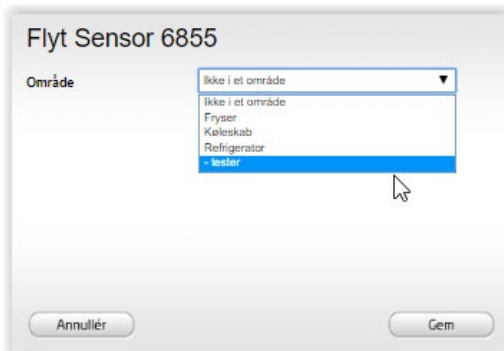 Flyt Sensor 6855
Område
Ikke i et område
Ikke i et område
Fryser
Køleskab
Refrigerator
- tester
Annullér
Gem